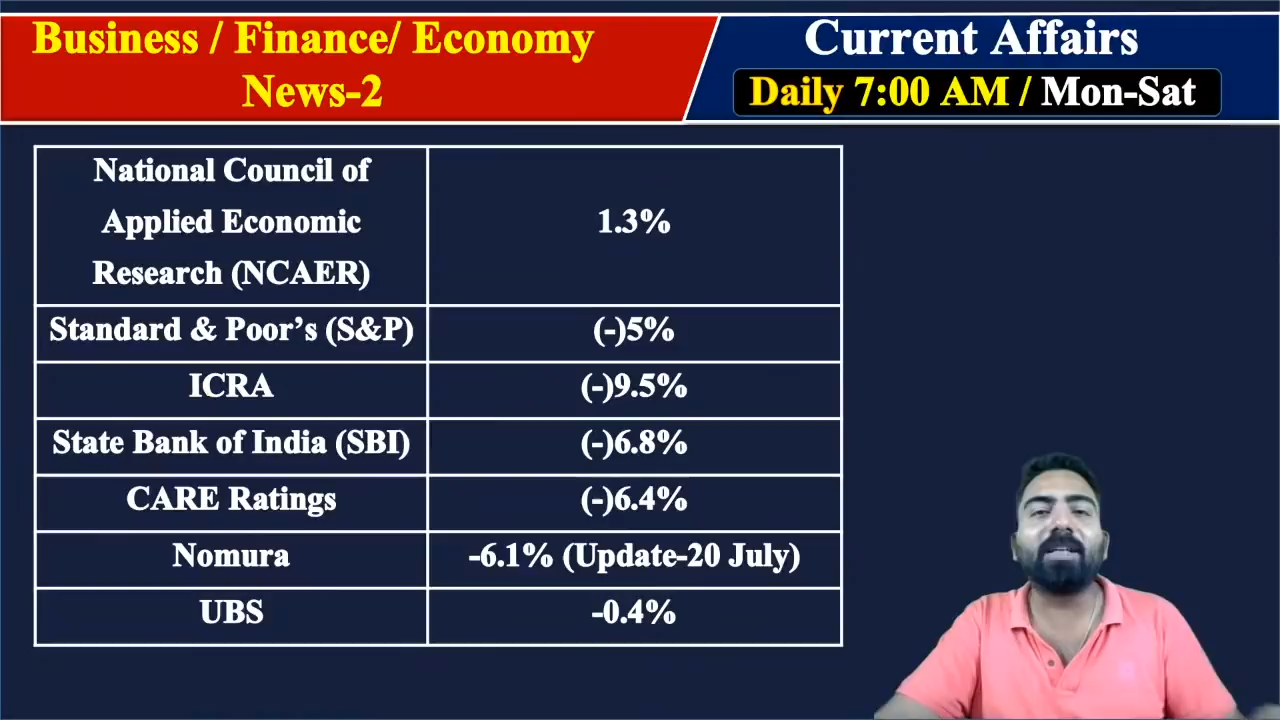 Business / Finance/ Economy
News-2
Current Affairs
Daily 7:00 AM / Mon-Sat
National Council of
Applied Economic
Research (NCAER)
1.3%
Standard & Poor’s (S&P)
(-)5%
ICRA
(-)9.5%
State Bank of India (SBI)
(-)6.8%
CARE Ratings
(-)6.4%
Nomura
-6.1% (Update-20 July)
UBS
-0.4%